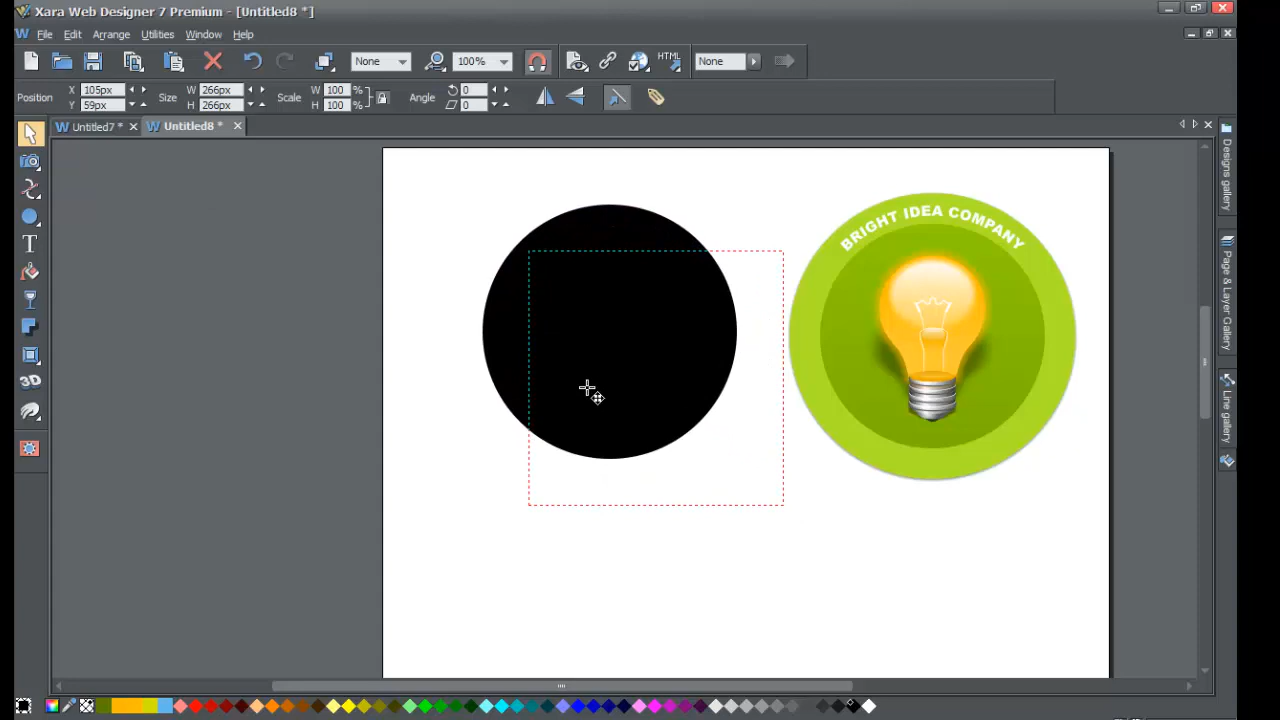 Xara Web Designer 7 Premium - [Untitled8 *]
File Edit Arrange Utilities Window Help
None 100% HTML None
Position X 105px Y 59px Size W 266px H 266px Scale W 100 H 100 % % Angle 0 0
Untitled7 * Untitled8 *
BRIGHT IDEA COMPANY
T
3D
Designs gallery
Page & Layer Gallery
Line gallery